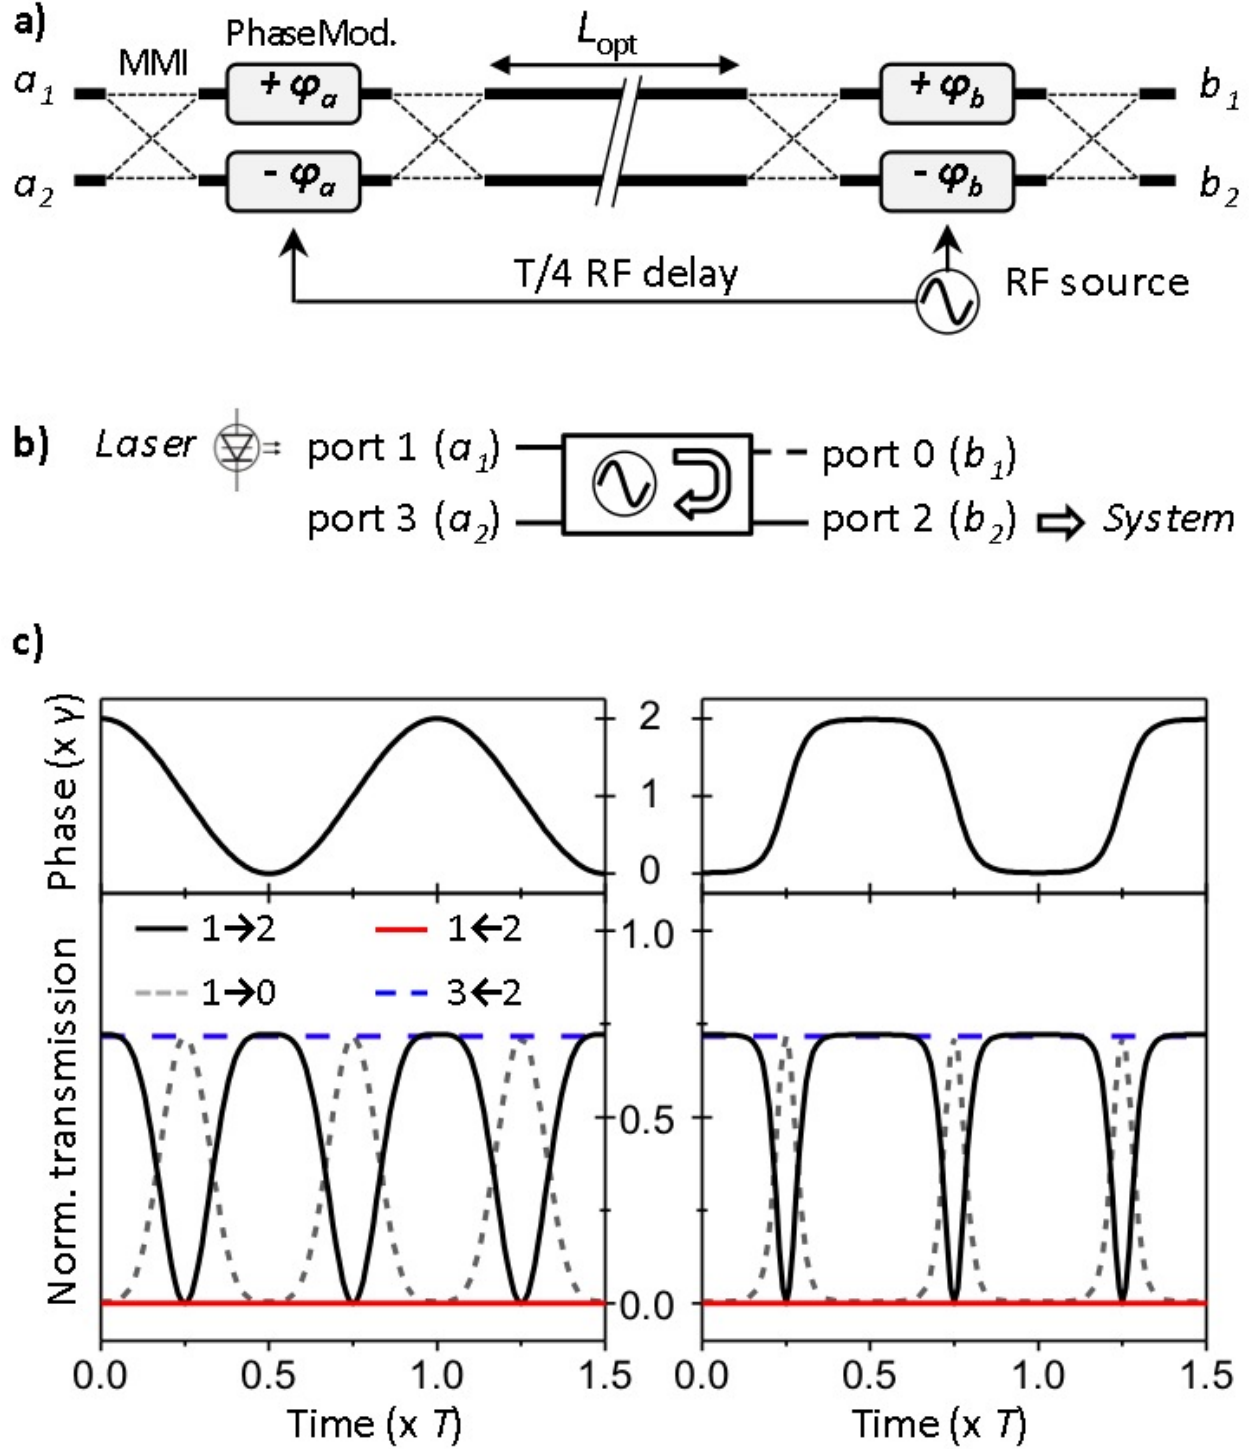 a)
MMI
PhaseMod.
L_opt
a_1
+ φ_a
+ φ_b
b_1
a_2
- φ_a
- φ_b
b_2
T/4 RF delay
RF source
b)
Laser
port 1 (a_1)
port 0 (b_1)
port 3 (a_2)
port 2 (b_2)
System
c)
Phase (x γ)
2
1
0
Norm. transmission
1→2
1←2
1→0
3←2
1.0
0.5
0.0
0.0 0.5 1.0 1.5
0.0 0.5 1.0 1.5
Time (x T)
Time (x T)